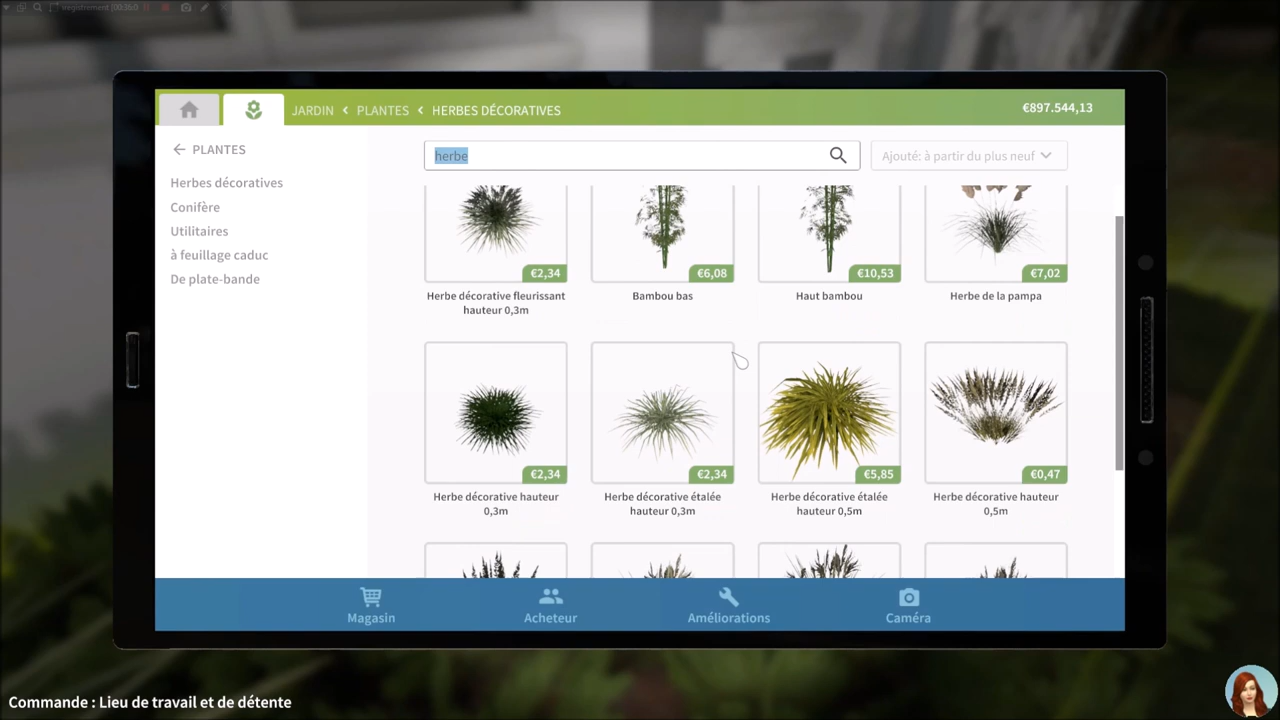 Enregistrement [00:36:0
JARDIN < PLANTES < HERBES DÉCORATIVES
€897.544,13
PLANTES
herbe
Ajouté: à partir du plus neuf
Herbes décoratives
Conifère
Utilitaires
à feuillage caduc
De plate-bande
€2,34
€6,08
€10,53
€7,02
Herbe décorative fleurissant
hauteur 0,3m
Bambou bas
Haut bambou
Herbe de la pampa
€2,34
€2,34
€5,85
€0,47
Herbe décorative hauteur
0,3m
Herbe décorative étalée
hauteur 0,3m
Herbe décorative étalée
hauteur 0,5m
Herbe décorative hauteur
0,5m
Magasin
Acheteur
Améliorations
Caméra
Commande : Lieu de travail et de détente